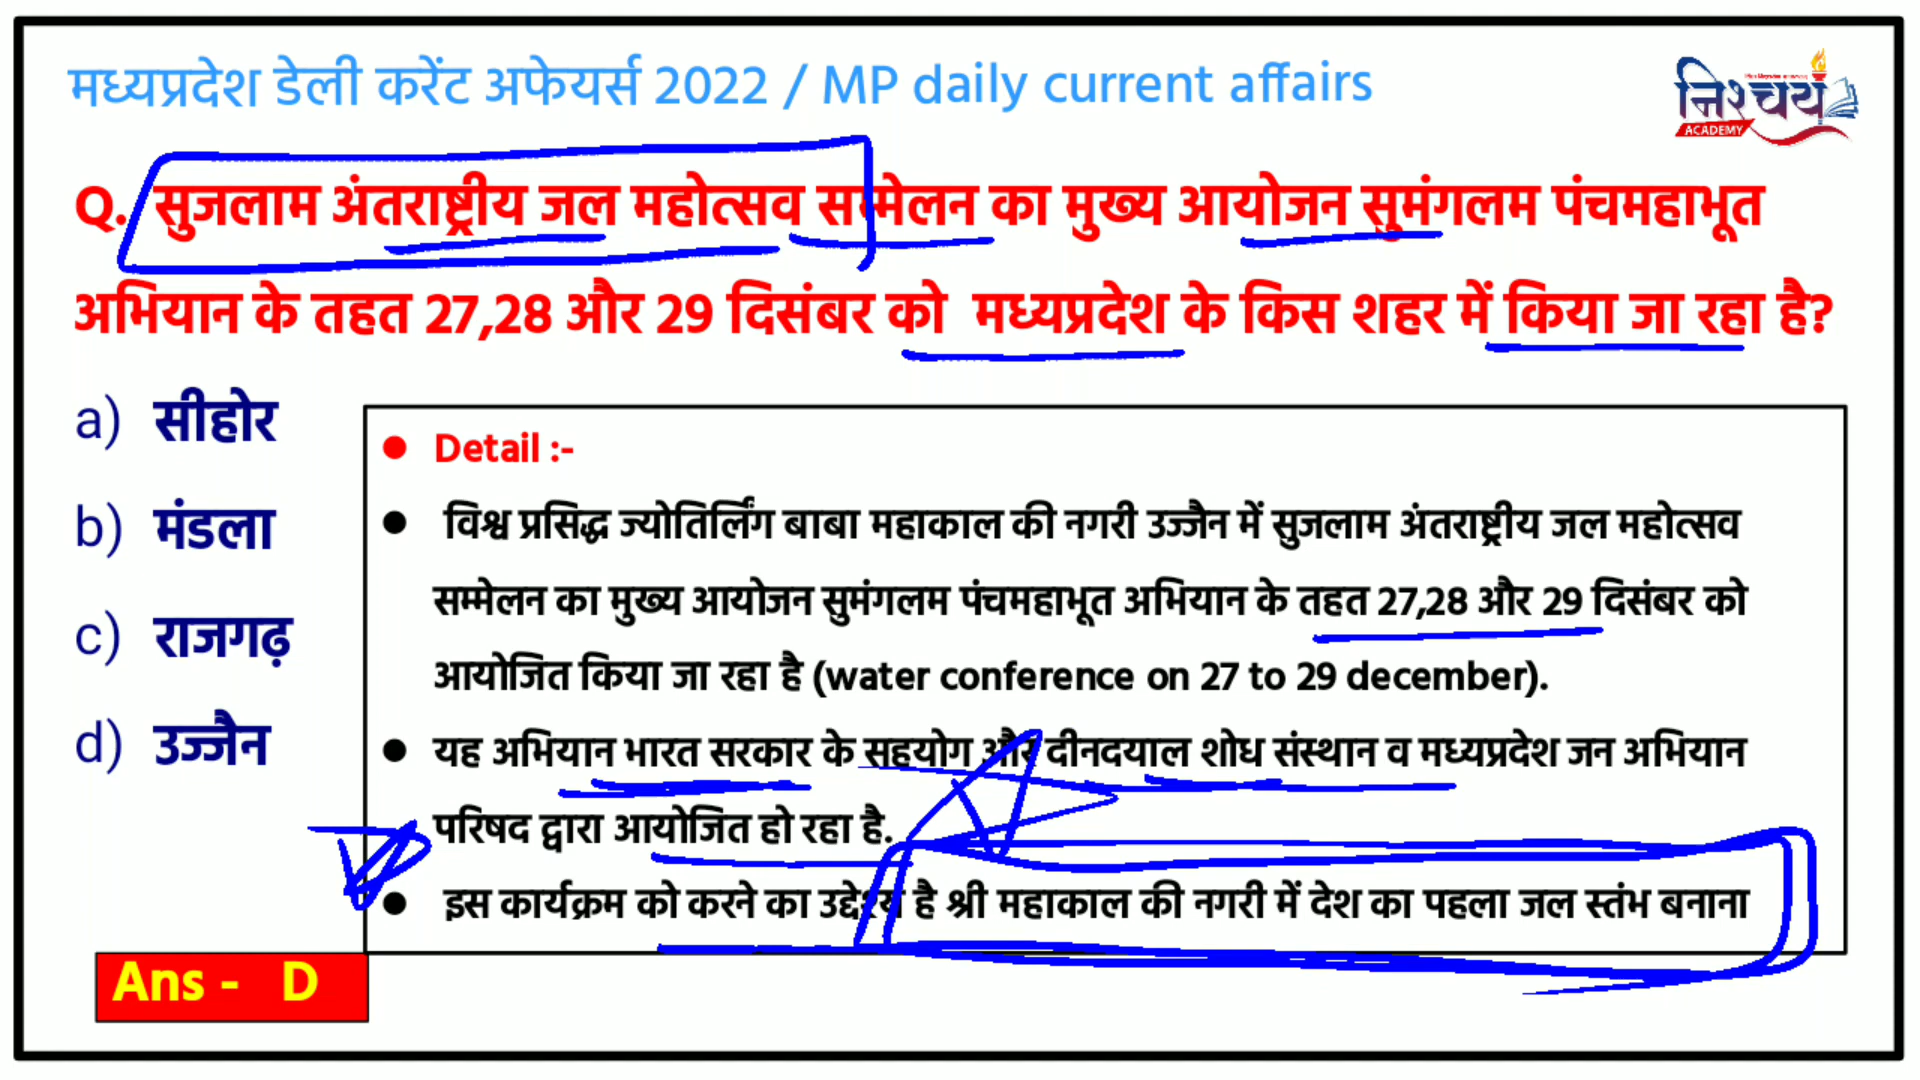 मध्यप्रदेश डेली करेंट अफेयर्स 2022 / MP daily current affairs
निश्चय
ACADEMY
Q. सुजलाम अंतराष्ट्रीय जल महोत्सव सम्मेलन का मुख्य आयोजन सुमंगलम पंचमहाभूत
अभियान के तहत 27,28 और 29 दिसंबर को मध्यप्रदेश के किस शहर में किया जा रहा है?
a) सीहोर
b) मंडला
c) राजगढ़
d) उज्जैन
● Detail :-
● विश्व प्रसिद्ध ज्योतिर्लिंग बाबा महाकाल की नगरी उज्जैन में सुजलाम अंतराष्ट्रीय जल महोत्सव
सम्मेलन का मुख्य आयोजन सुमंगलम पंचमहाभूत अभियान के तहत 27,28 और 29 दिसंबर को
आयोजित किया जा रहा है (water conference on 27 to 29 december).
● यह अभियान भारत सरकार के सहयोग और दीनदयाल शोध संस्थान व मध्यप्रदेश जन अभियान
परिषद द्वारा आयोजित हो रहा है.
● इस कार्यक्रम को करने का उद्देश्य है श्री महाकाल की नगरी में देश का पहला जल स्तंभ बनाना
Ans - D